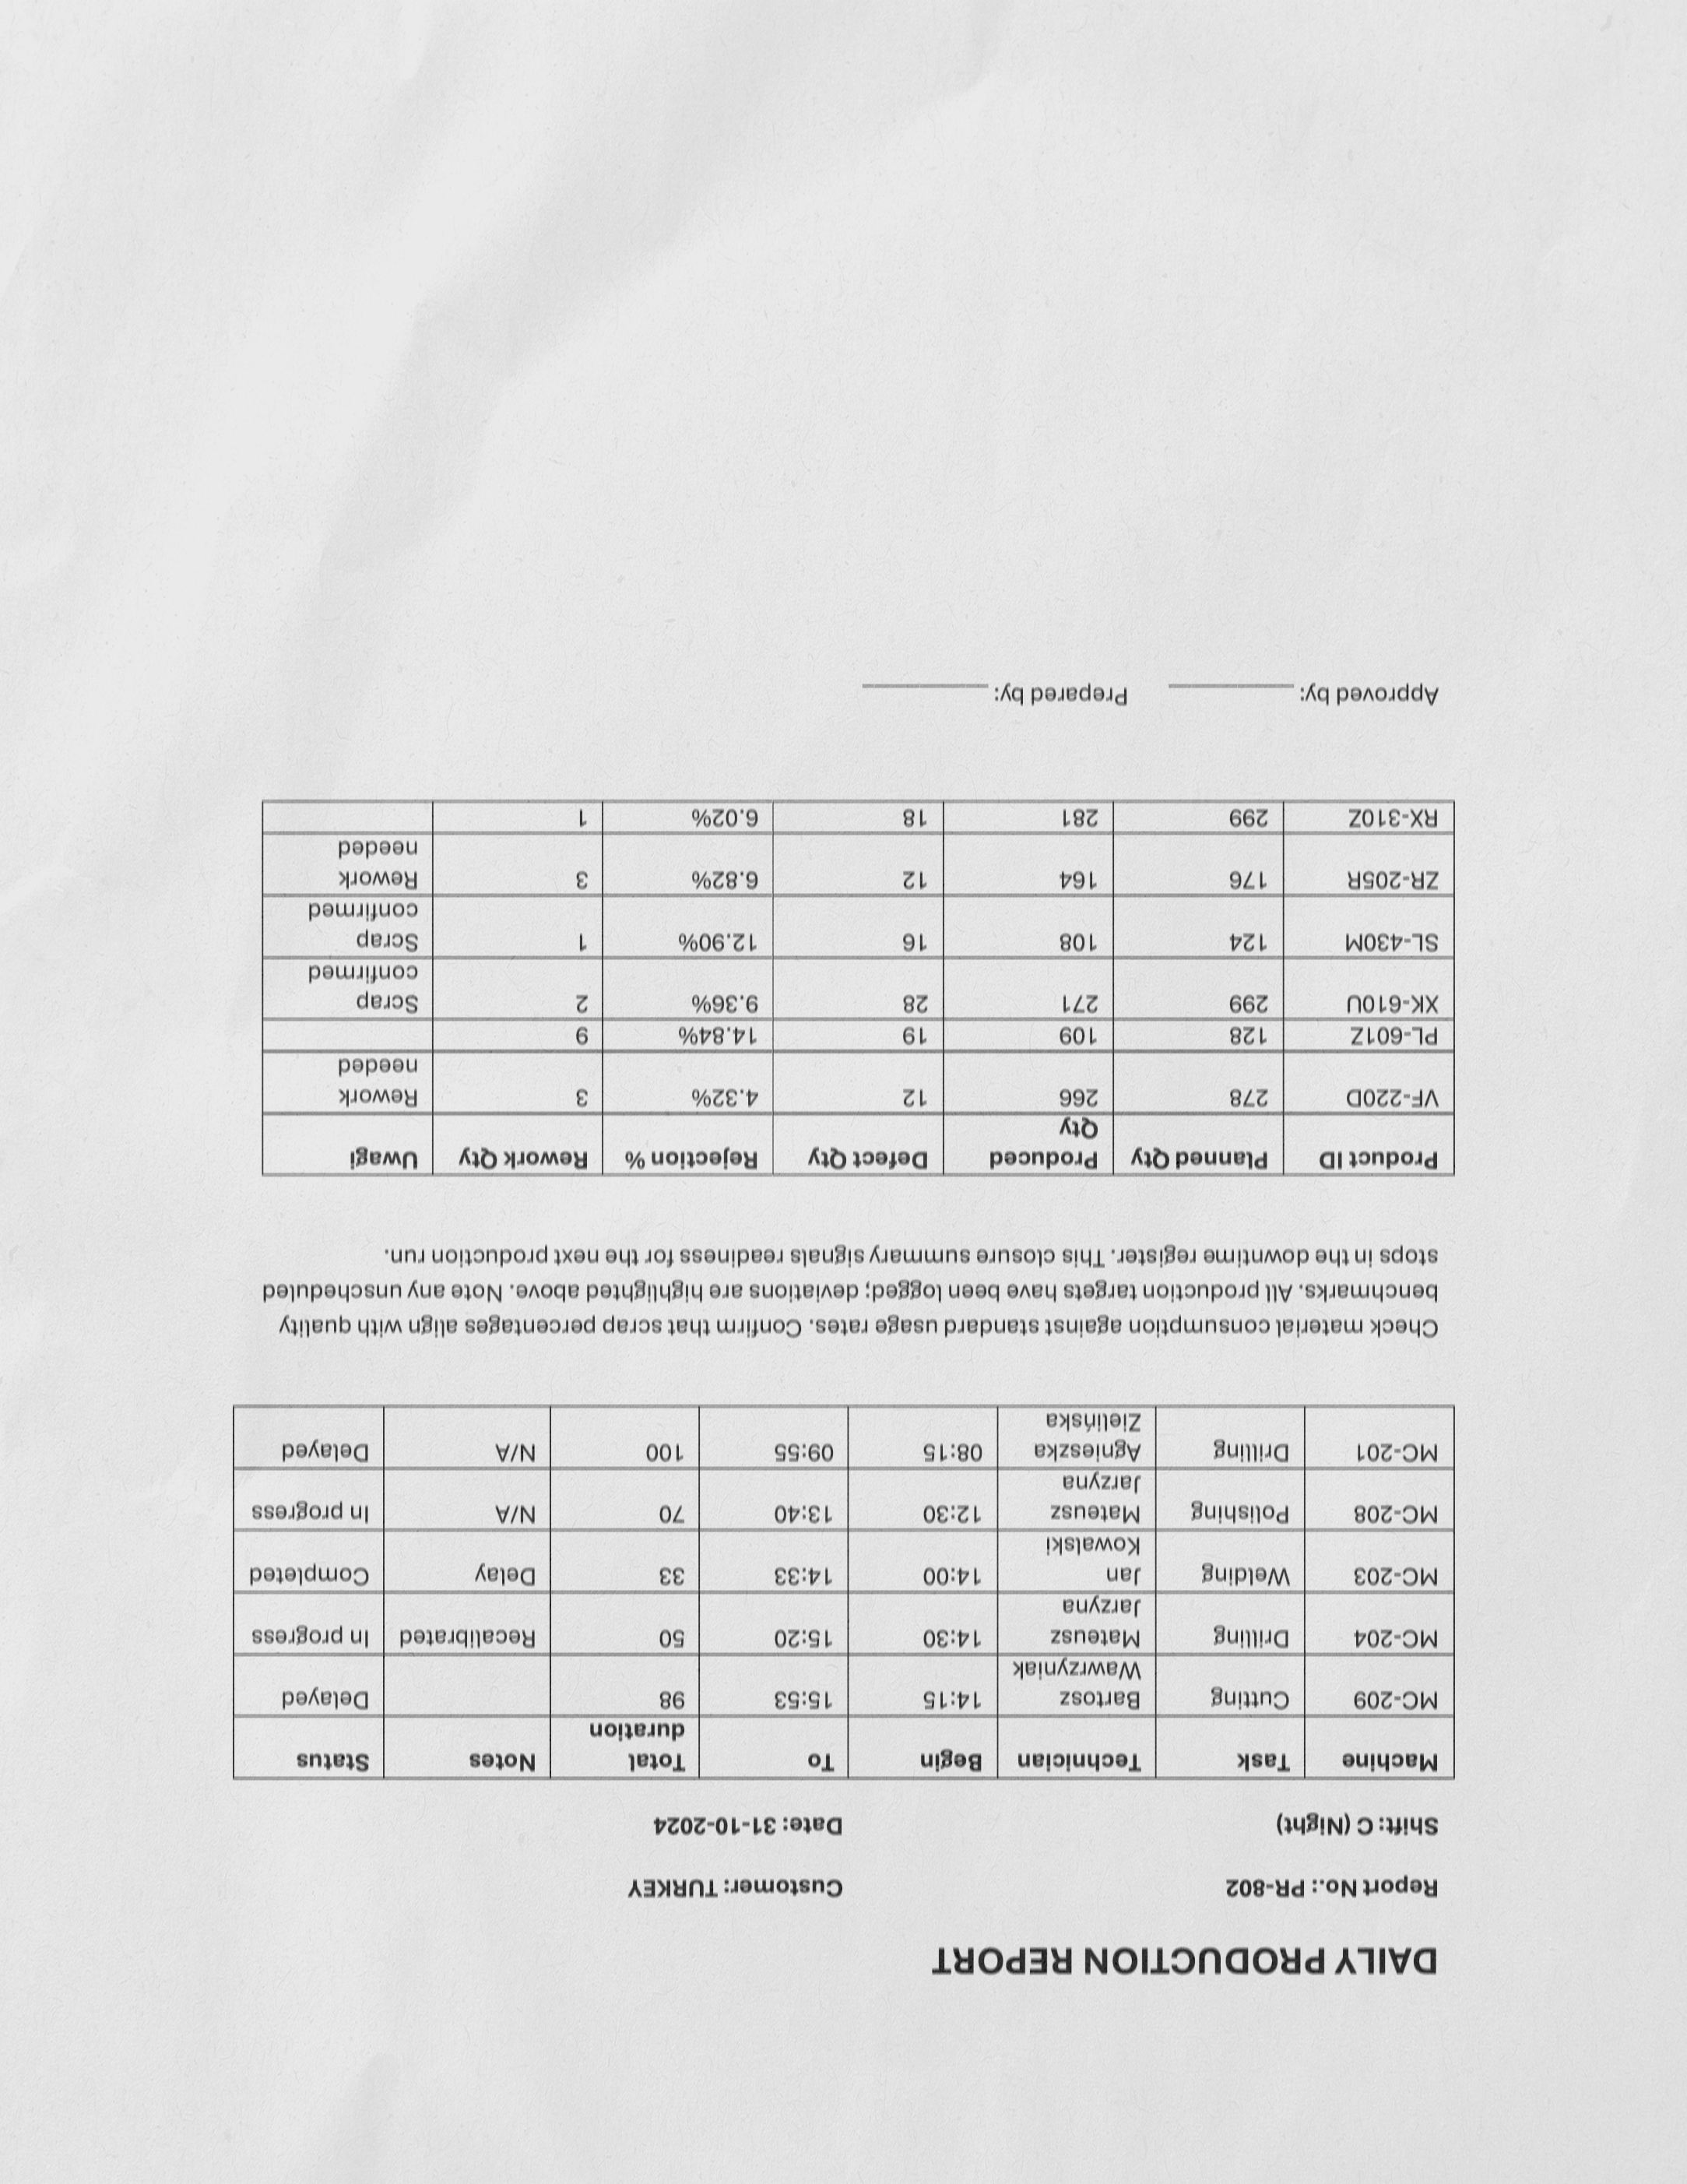 DAILY PRODUCTION REPORT
Report No.: PR-802 Customer: TURKEY
Shift: C (Night) Date: 31-10-2024
Machine Task Technician Begin To Total duration Notes Status
MC-209 Cutting Bartosz Wawrzyniak 14:15 15:53 98 Delayed
MC-204 Drilling Mateusz Jarzyna 14:30 15:20 50 Recalibrated In progress
MC-203 Welding Jan Kowalski 14:00 14:33 33 Delay Completed
MC-208 Polishing Mateusz Jarzyna 12:30 13:40 70 N/A In progress
MC-201 Drilling Agnieszka Zielińska 08:15 09:55 100 N/A Delayed
Check material consumption against standard usage rates. Confirm that scrap percentages align with quality
benchmarks. All production targets have been logged; deviations are highlighted above. Note any unscheduled
stops in the downtime register. This closure summary signals readiness for the next production run.
Product ID Planned Qty Produced Qty Defect Qty Rejection % Rework Qty Uwagi
VF-220D 278 266 12 4.32% 3 Rework needed
PL-601Z 128 109 19 14.84% 9
XK-610U 299 271 28 9.36% 2 Scrap confirmed
SL-430M 124 108 16 12.90% 1 Scrap confirmed
ZR-205R 176 164 12 6.82% 3 Rework needed
RX-310Z 299 281 18 6.02% 1
Approved by: __________ Prepared by: __________